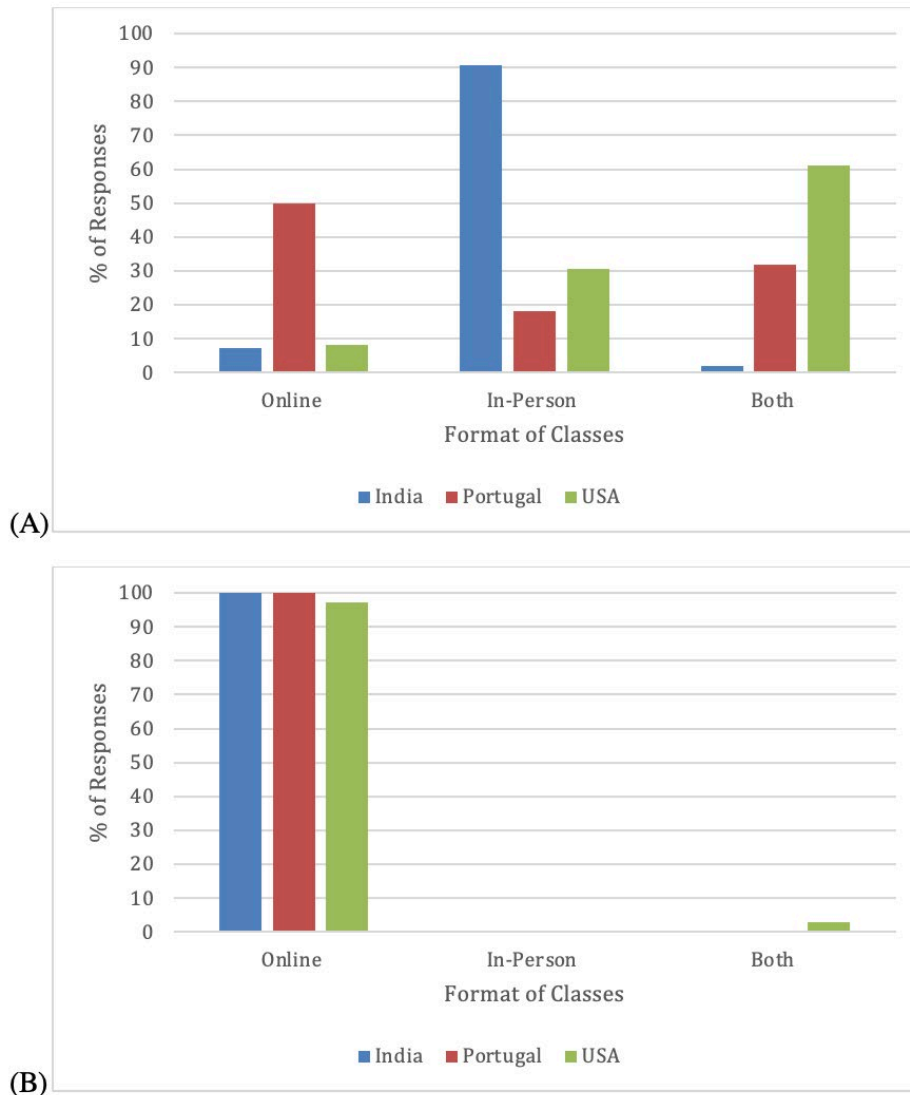 100
90
80
70
60
50
40
30
20
10
0
% of Responses
Online In-Person Both
Format of Classes
India Portugal USA
(A)
100
90
80
70
60
50
40
30
20
10
0
% of Responses
Online In-Person Both
Format of Classes
India Portugal USA
(B)